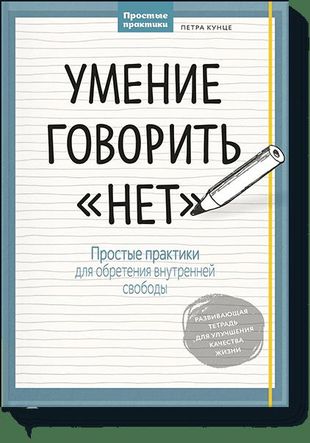 Простые
практики
ПЕТРА КУНЦЕ
УМЕНИЕ
ГОВОРИТЬ
«НЕТ»
Простые практики
для обретения внутренней
свободы
РАЗВИВАЮЩАЯ
ТЕТРАДЬ
ДЛЯ УЛУЧШЕНИЯ
КАЧЕСТВА
ЖИЗНИ